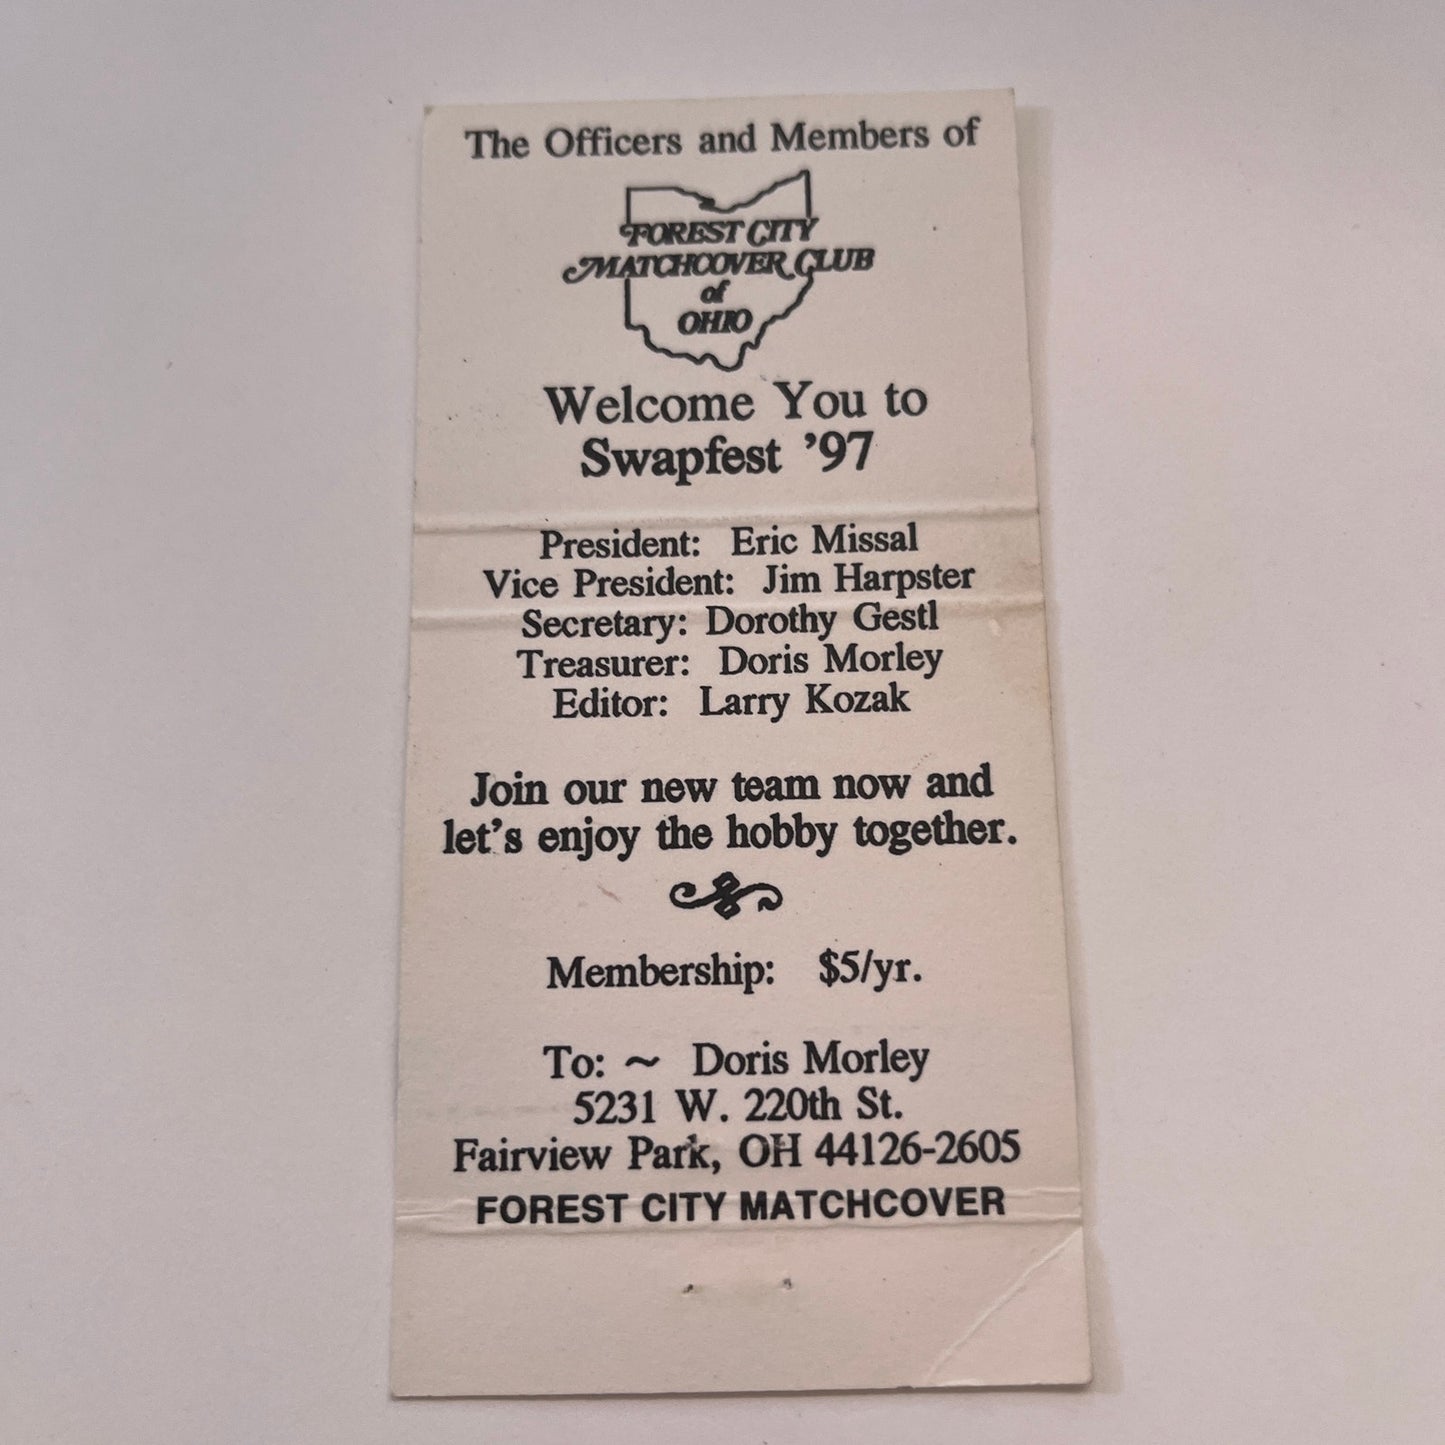 The Officers and Members of
FOREST CITY
MATCHCOVER CLUB
of
OHIO
Welcome You to
Swapfest '97
President: Eric Missal
Vice President: Jim Harpster
Secretary: Dorothy Gestl
Treasurer: Doris Morley
Editor: Larry Kozak
Join our new team now and
let's enjoy the hobby together.
Membership: $5/yr.
To: ~ Doris Morley
5231 W. 220th St.
Fairview Park, OH 44126-2605
FOREST CITY MATCHCOVER